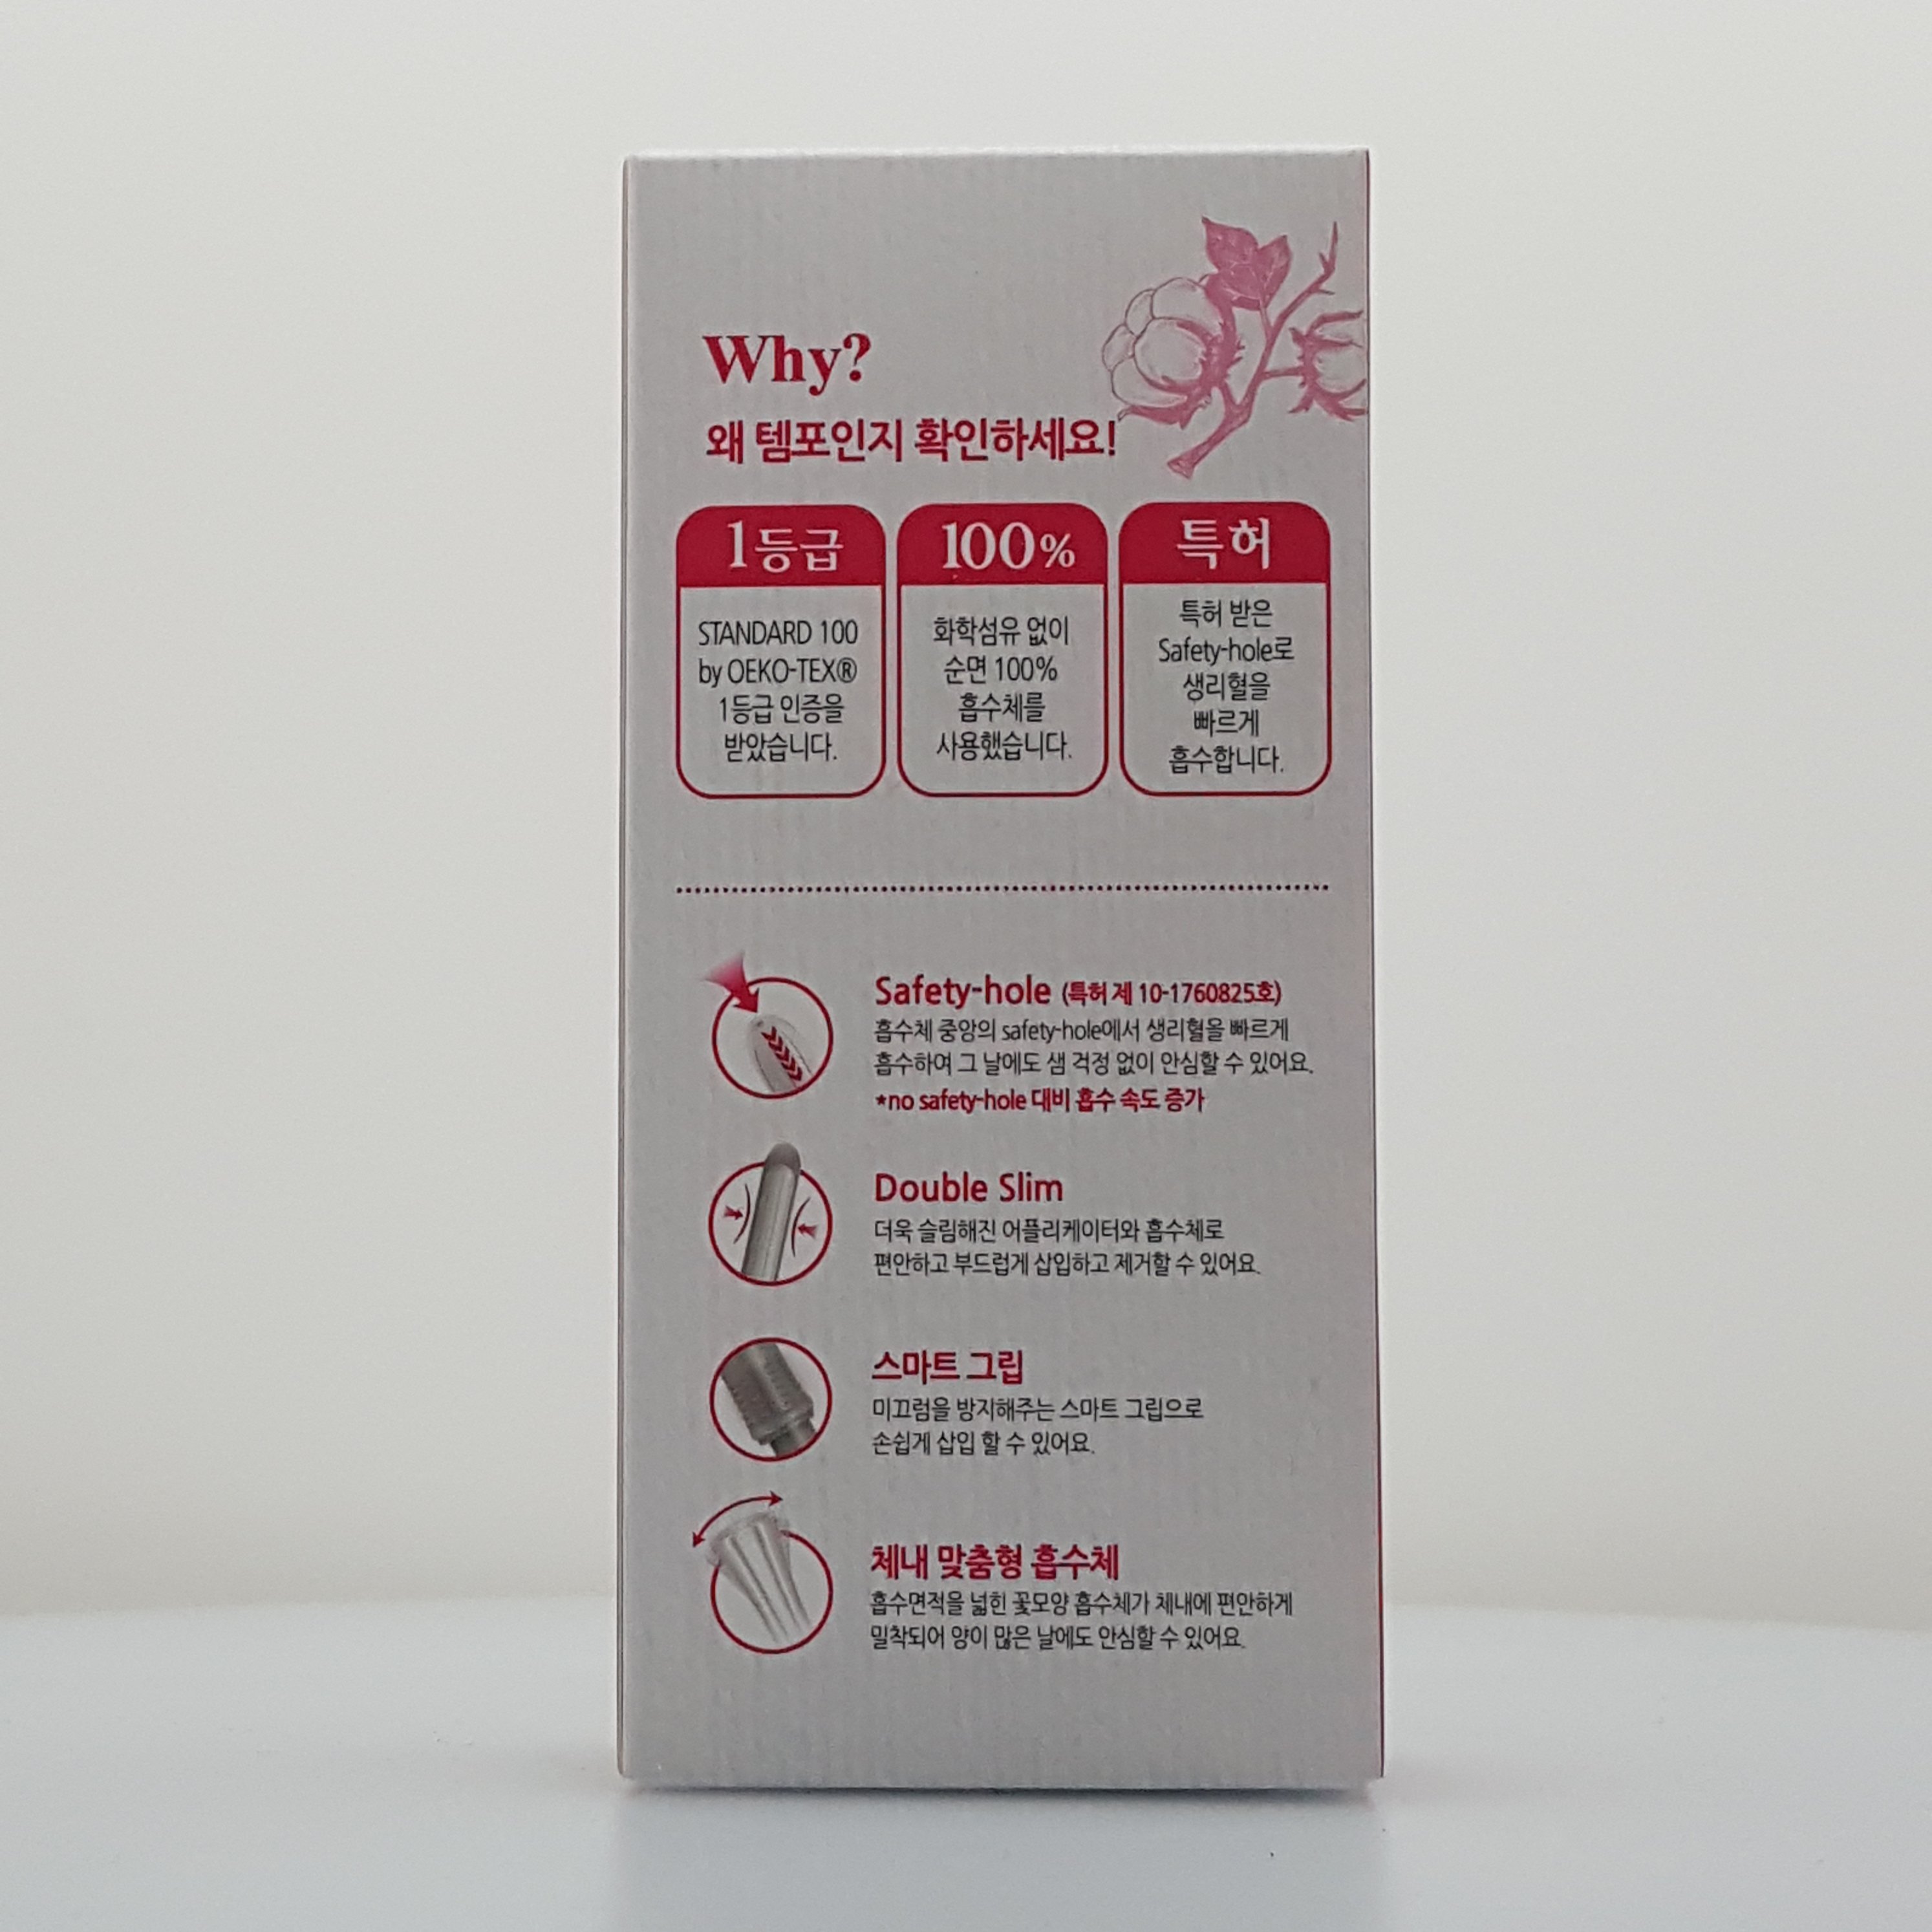 Why?
왜 템포인지 확인하세요!
1등급
STANDARD 100
by OEKO-TEX®
1등급 인증을
받았습니다.
100%
화학섬유 없이
순면 100%
흡수체를
사용했습니다.
특허
특허 받은
Safety-hole로
생리혈을
빠르게
흡수합니다.
Safety-hole (특허 제 10-1760825호)
흡수체 중앙의 safety-hole에서 생리혈을 빠르게
흡수하여 그 날에도 샘 걱정 없이 안심할 수 있어요.
*no safety-hole 대비 흡수 속도 증가
Double Slim
더욱 슬림해진 어플리케이터와 흡수체로
편안하고 부드럽게 삽입하고 제거할 수 있어요.
스마트 그립
미끄럼을 방지해주는 스마트 그립으로
손쉽게 삽입 할 수 있어요.
체내 맞춤형 흡수체
흡수면적을 넓힌 꽃모양 흡수체가 체내에 편안하게
밀착되어 양이 많은 날에도 안심할 수 있어요.